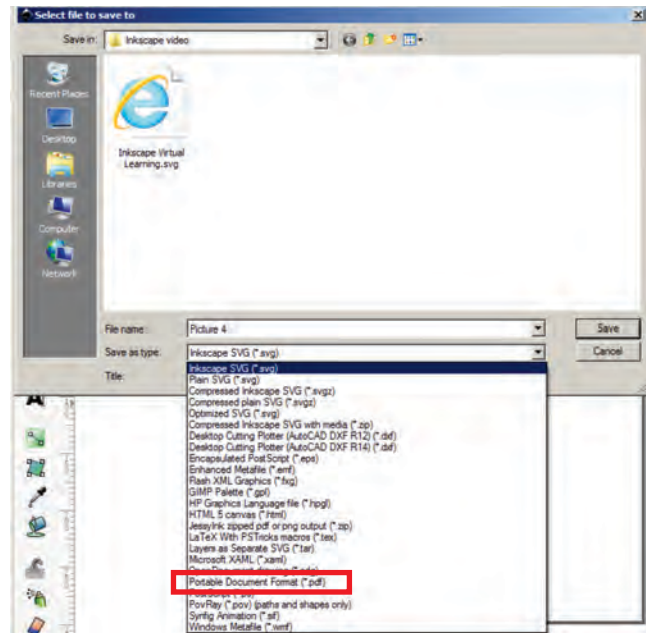 Select file to save to
Save in: Inkscape video
Recent Places
Desktop
Libraries
Computer
Network
Inkscape Virtual
Learning.svg
File name: Picture 4 Save
Save as type: Inkscape SVG (*.svg) Cancel
Title:
Inkscape SVG (*.svg)
Plain SVG (*.svg)
Compressed Inkscape SVG (*.svgz)
Compressed plain SVG (*.svgz)
Optimized SVG (*.svg)
Compressed Inkscape SVG with media (*.zip)
Desktop Cutting Plotter (AutoCAD DXF R12) (*.dxf)
Desktop Cutting Plotter (AutoCAD DXF R14) (*.dxf)
Encapsulated PostScript (*.eps)
Enhanced Metafile (*.emf)
Flash XML Graphics (*.fxg)
GIMP Palette (*.gpl)
HP Graphics Language file (*.hpgl)
HTML 5 canvas (*.html)
JessyInk zipped pdf or png output (*.zip)
LaTeX With PSTricks macros (*.tex)
Layers as Separate SVG (*.tar)
Microsoft XAML (*.xaml)
Portable Document Format (*.pdf)
PovRay (*.pov) (paths and shapes only)
Synfig Animation (*.sif)
Windows Metafile (*.wmf)